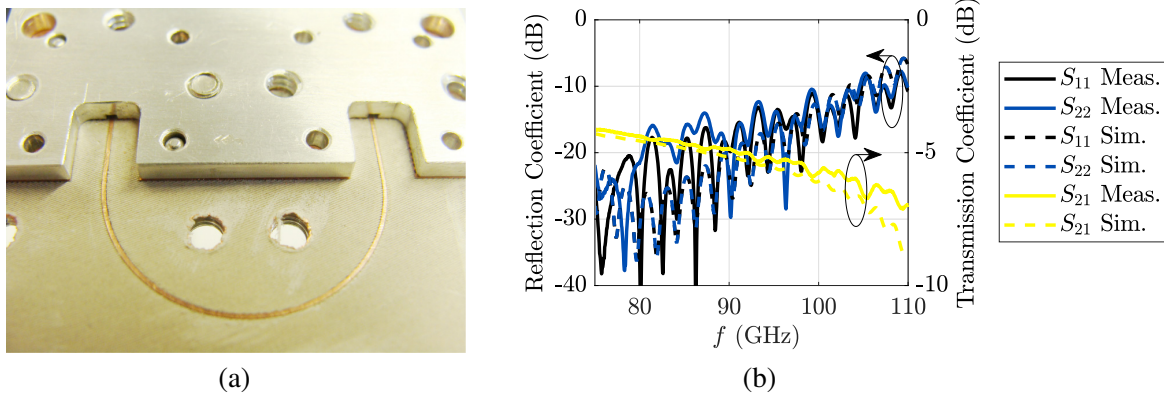 Reflection Coefficient (dB)
0
-10
-20
-30
-40
80
90
100
110
f (GHz)
0
-5
-10
Transmission Coefficient (dB)
S11 Meas.
S22 Meas.
S11 Sim.
S22 Sim.
S21 Meas.
S21 Sim.
(a)
(b)